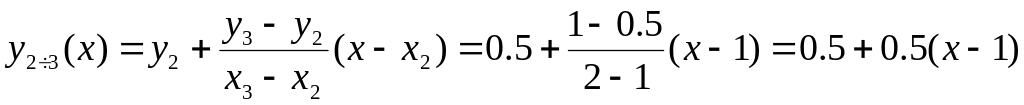 y₂÷₃(x) = y₂ + (y₃ - y₂)/(x₃ - x₂) (x - x₂) = 0.5 + (1 - 0.5)/(2 - 1) (x - 1) = 0.5 + 0.5(x - 1)